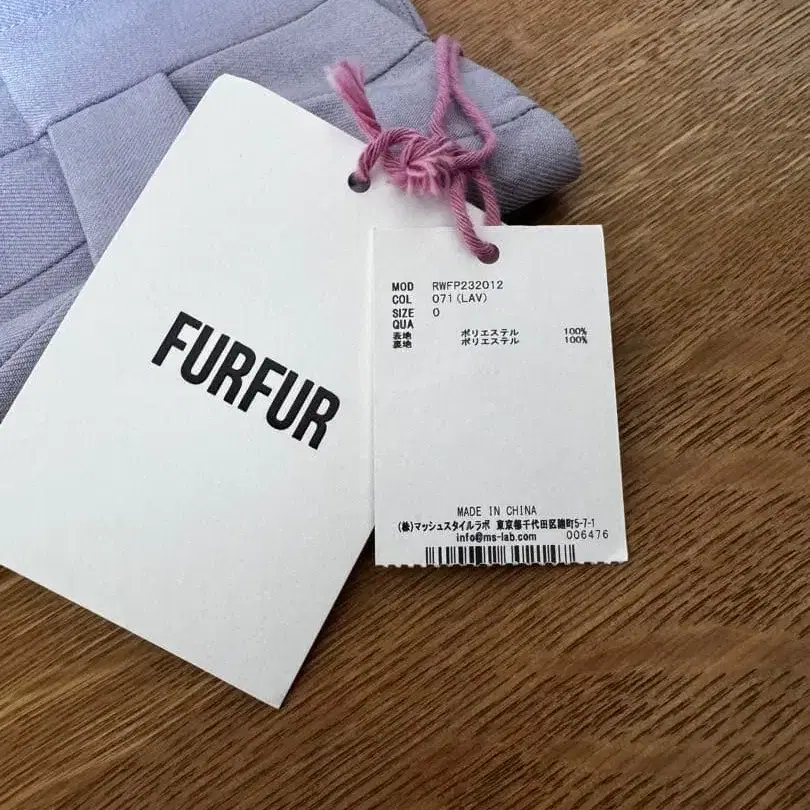 FURFUR
MOD RWFP232012
COL 071(LAV)
SIZE 0
QUA
表地 ポリエステル 100%
裏地 ポリエステル 100%
MADE IN CHINA
(株)マッシュスタイルラボ 東京都千代田区麹町5-7-1
info@ms-lab.com 006476